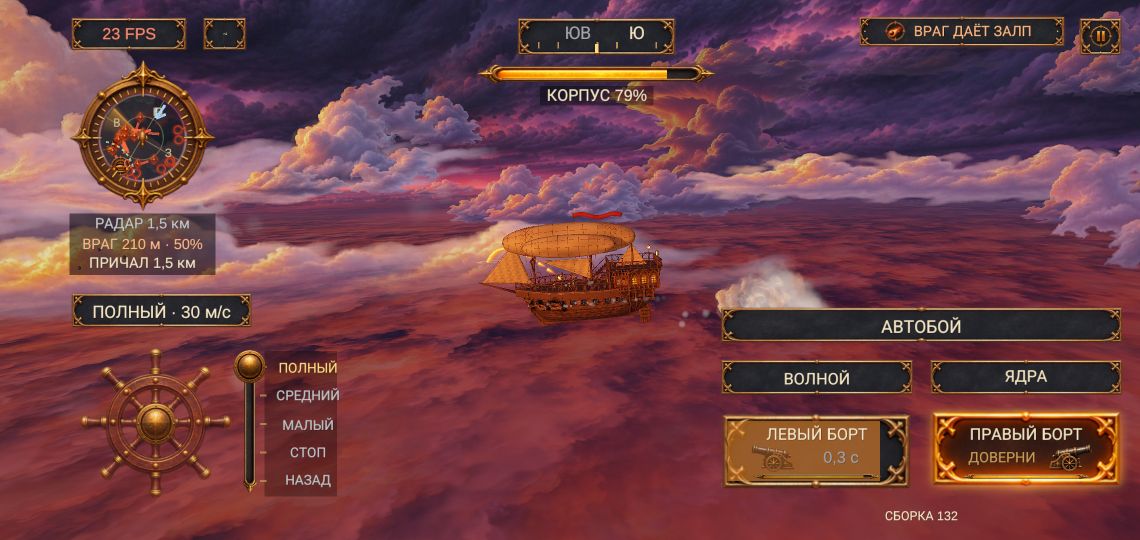 23 FPS
ЮВ Ю
ВРАГ ДАЁТ ЗАЛП
КОРПУС 79%
В
З
РАДАР 1,5 км
ВРАГ 210 м · 50%
ПРИЧАЛ 1,5 км
ПОЛНЫЙ · 30 м/с
ПОЛНЫЙ
СРЕДНИЙ
МАЛЫЙ
СТОП
НАЗАД
АВТОБОЙ
ВОЛНОЙ
ЯДРА
ЛЕВЫЙ БОРТ
0,3 с
ПРАВЫЙ БОРТ
ДОВЕРНИ
СБОРКА 132